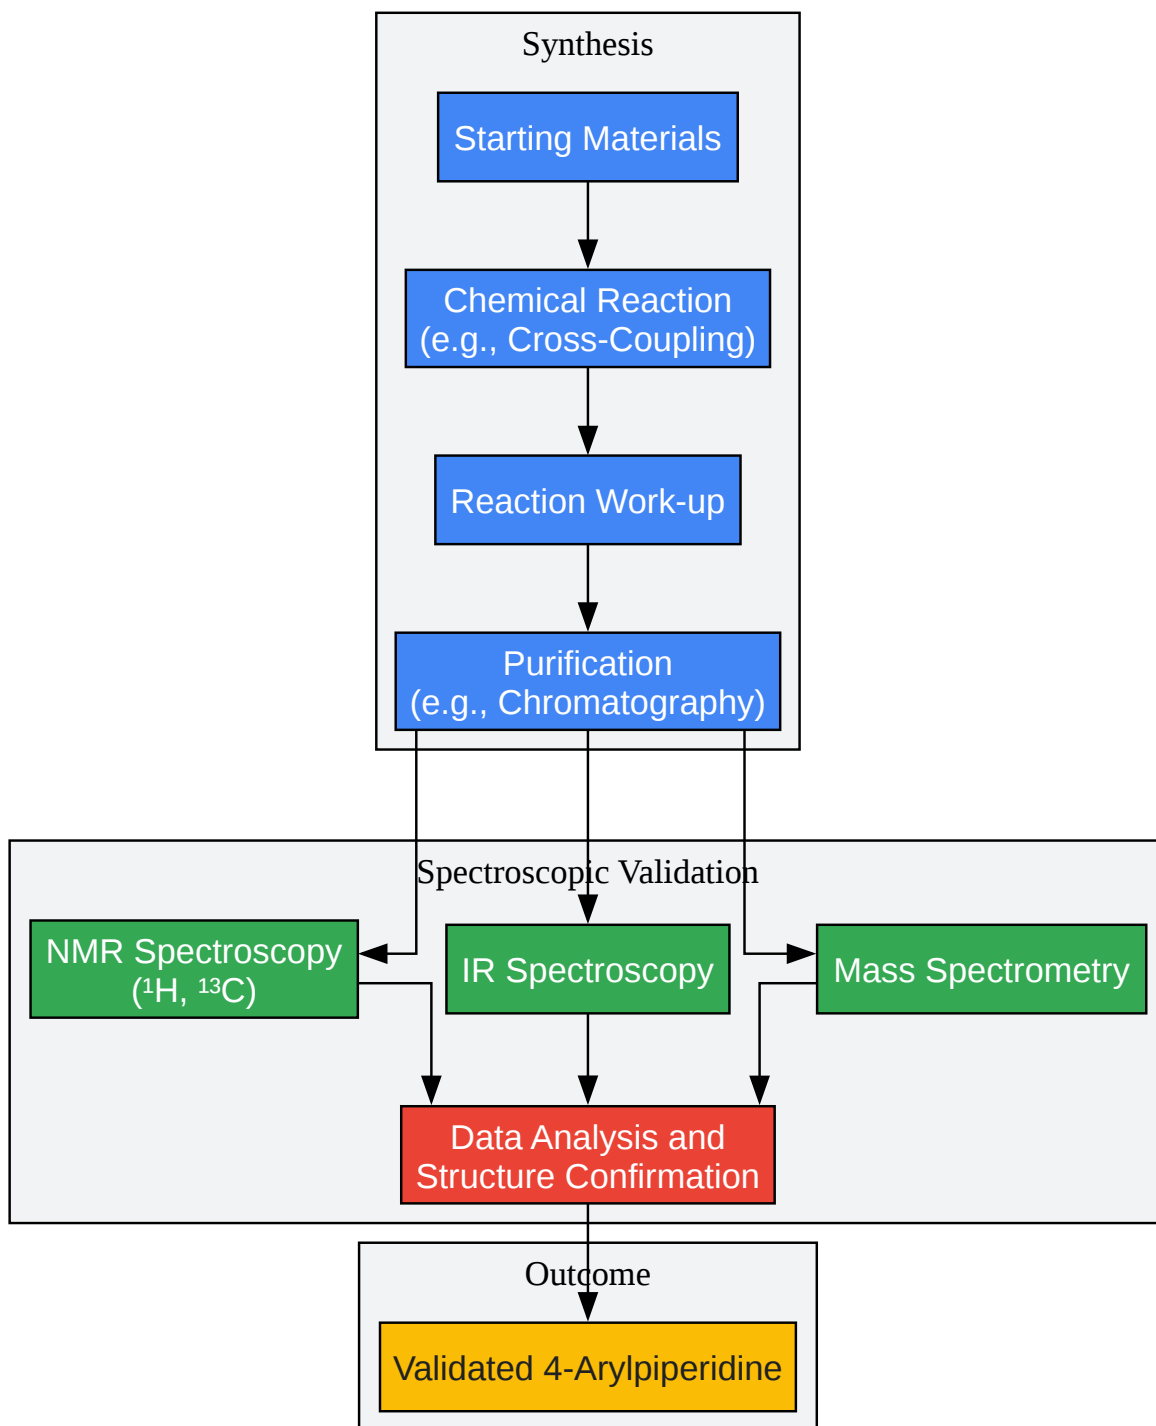 Synthesis
Starting Materials
Chemical Reaction
(e.g., Cross-Coupling)
Reaction Work-up
Purification
(e.g., Chromatography)
Spectroscopic Validation
NMR Spectroscopy
(¹H, ¹³C)
IR Spectroscopy
Mass Spectrometry
Data Analysis and
Structure Confirmation
Outcome
Validated 4-Arylpiperidine